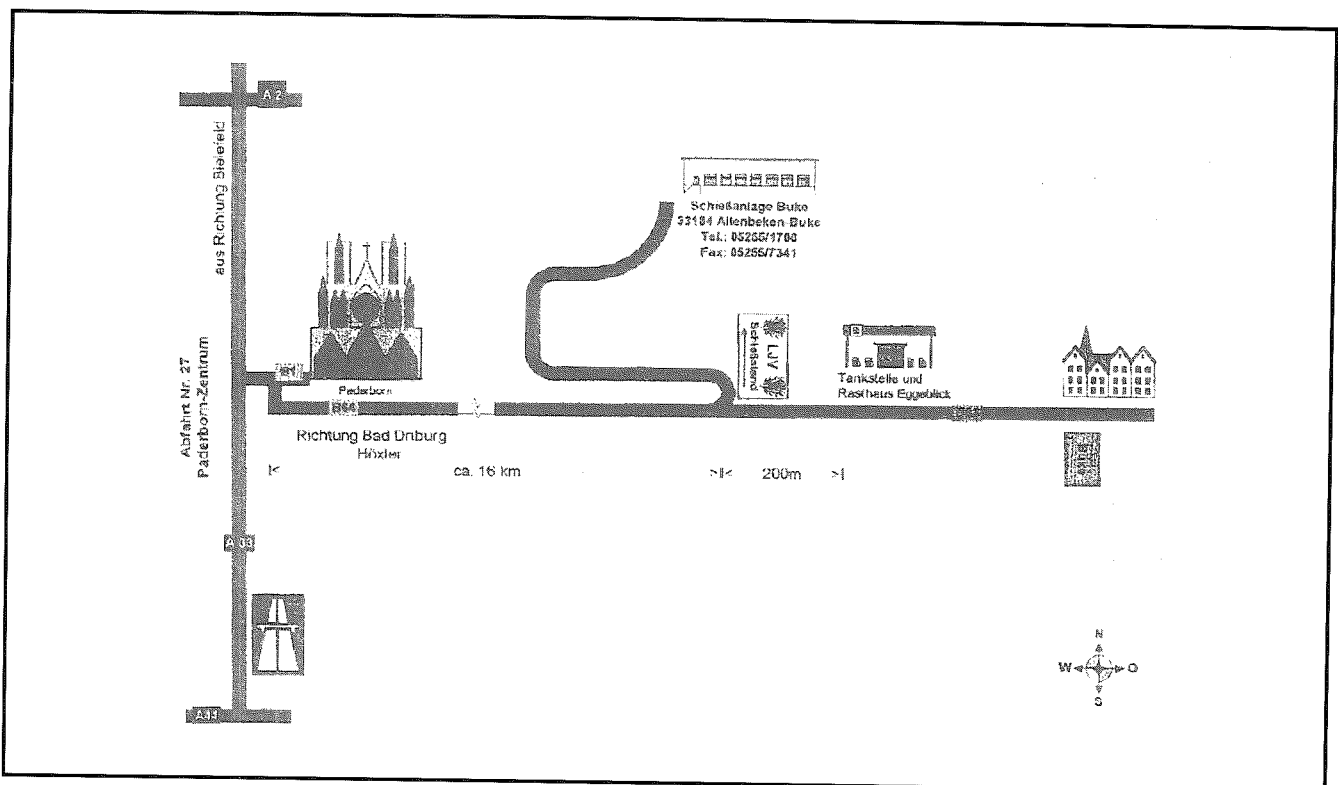 A 2
aus Richtung Bielefeld
Schießanlage Buke
33184 Altenbeken-Buke
Tel.: 05255/1700
Fax: 05255/7341
Abfahrt Nr. 27
Paderborn-Zentrum
Paderborn
B64
Richtung Bad Driburg
Höxter
LJV
Schießstand
Tankstelle und
Rasthaus Eggeblick
ca. 16 km
200m
A 33
N
W
O
S